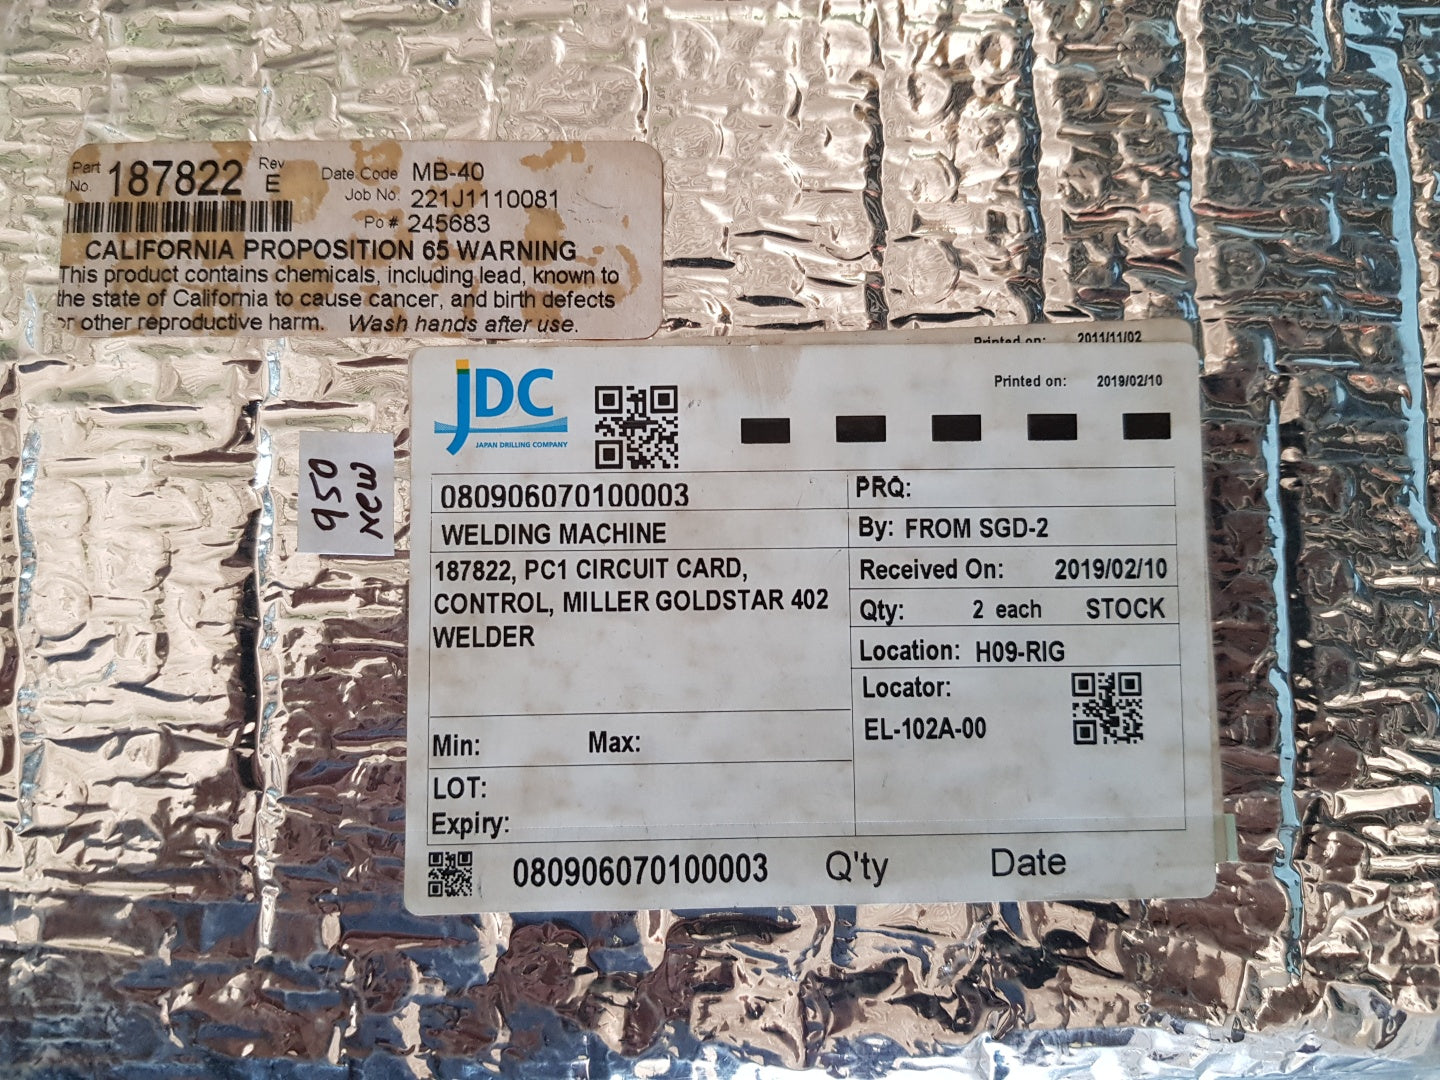 Part No. 187822 Rev E
Date Code MB-40
Job No. 221J1110081
Po # 245683
CALIFORNIA PROPOSITION 65 WARNING
This product contains chemicals, including lead, known to
the state of California to cause cancer, and birth defects
or other reproductive harm. Wash hands after use.
Printed on: 2011/11/02
950
NEW
JDC
JAPAN DRILLING COMPANY
Printed on: 2019/02/10
080906070100003
WELDING MACHINE
187822, PC1 CIRCUIT CARD,
CONTROL, MILLER GOLDSTAR 402
WELDER
Min: Max:
LOT:
Expiry:
PRQ:
By: FROM SGD-2
Received On: 2019/02/10
Qty: 2 each STOCK
Location: H09-RIG
Locator:
EL-102A-00
080906070100003 Q'ty Date